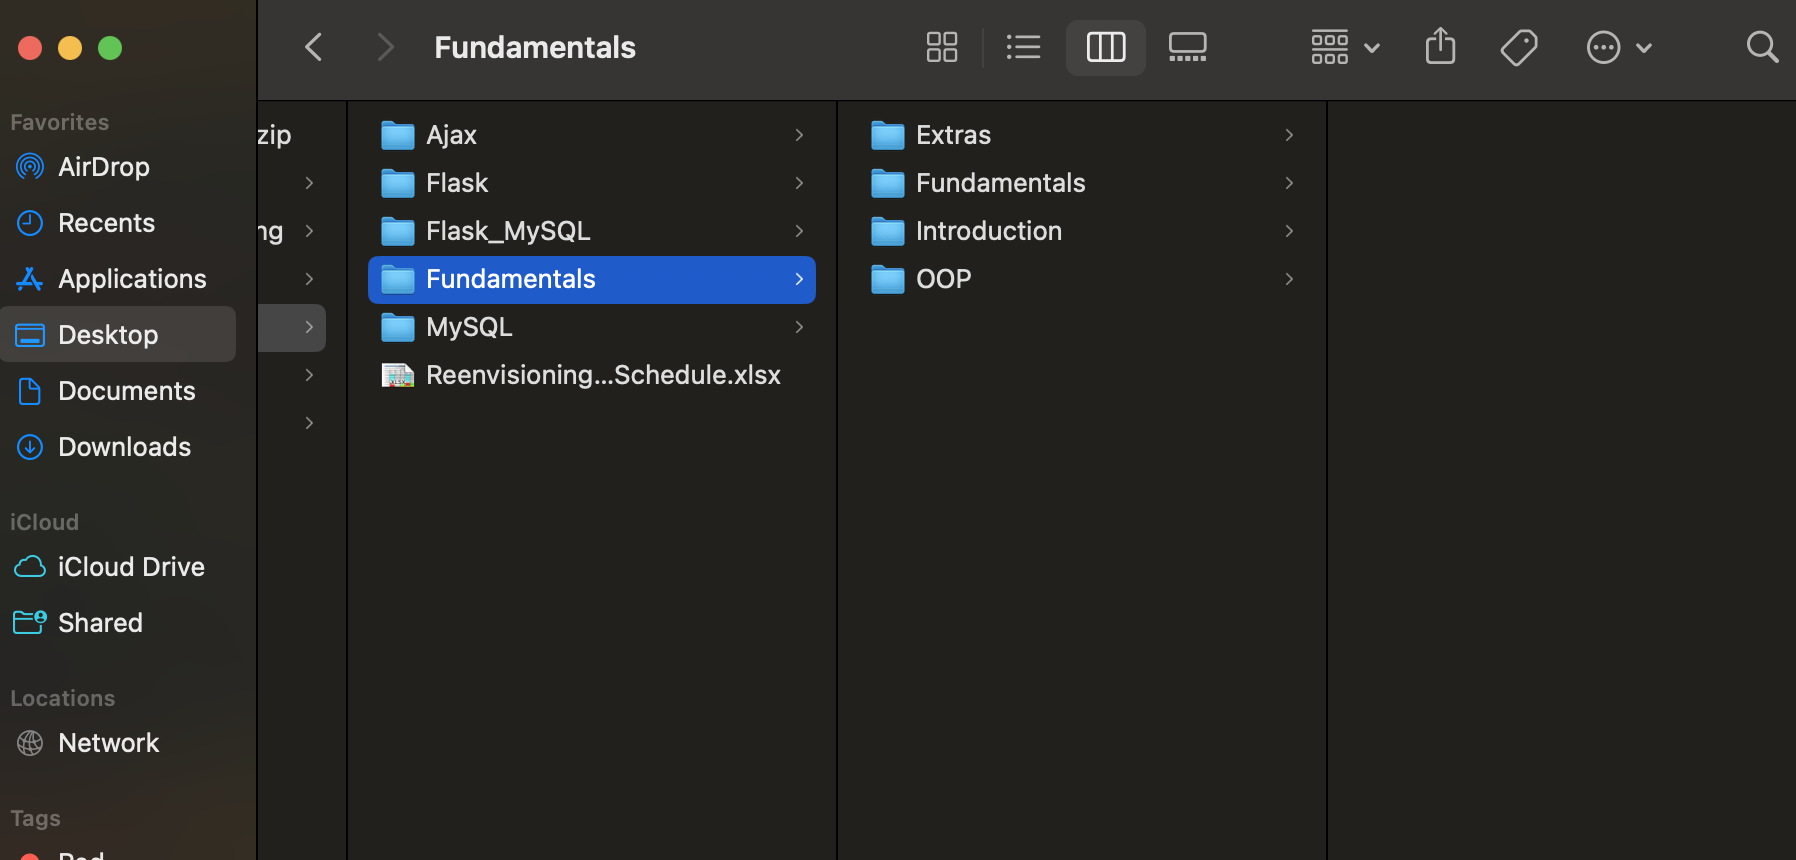 Fundamentals
Favorites
AirDrop
Recents
Applications
Desktop
Documents
Downloads
iCloud
iCloud Drive
Shared
Locations
Network
Tags
Red
zip
ng
Ajax
Flask
Flask_MySQL
Fundamentals
MySQL
Reenvisioning...Schedule.xlsx
Extras
Fundamentals
Introduction
OOP